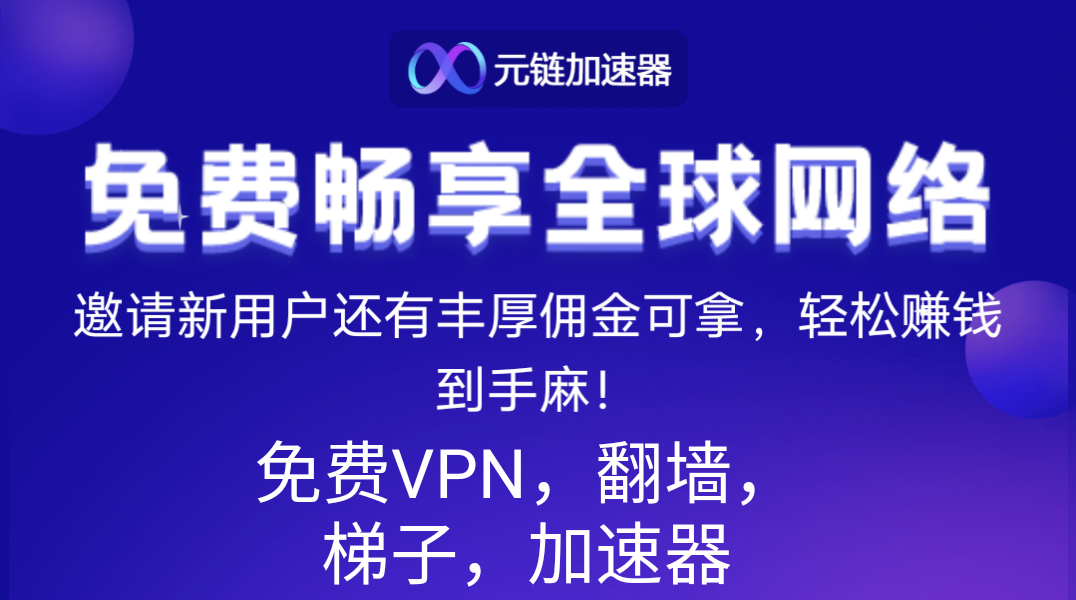 元链加速器
免费畅享全球网络
邀请新用户还有丰厚佣金可拿，轻松赚钱
到手麻！
免费VPN，翻墙，
梯子，加速器